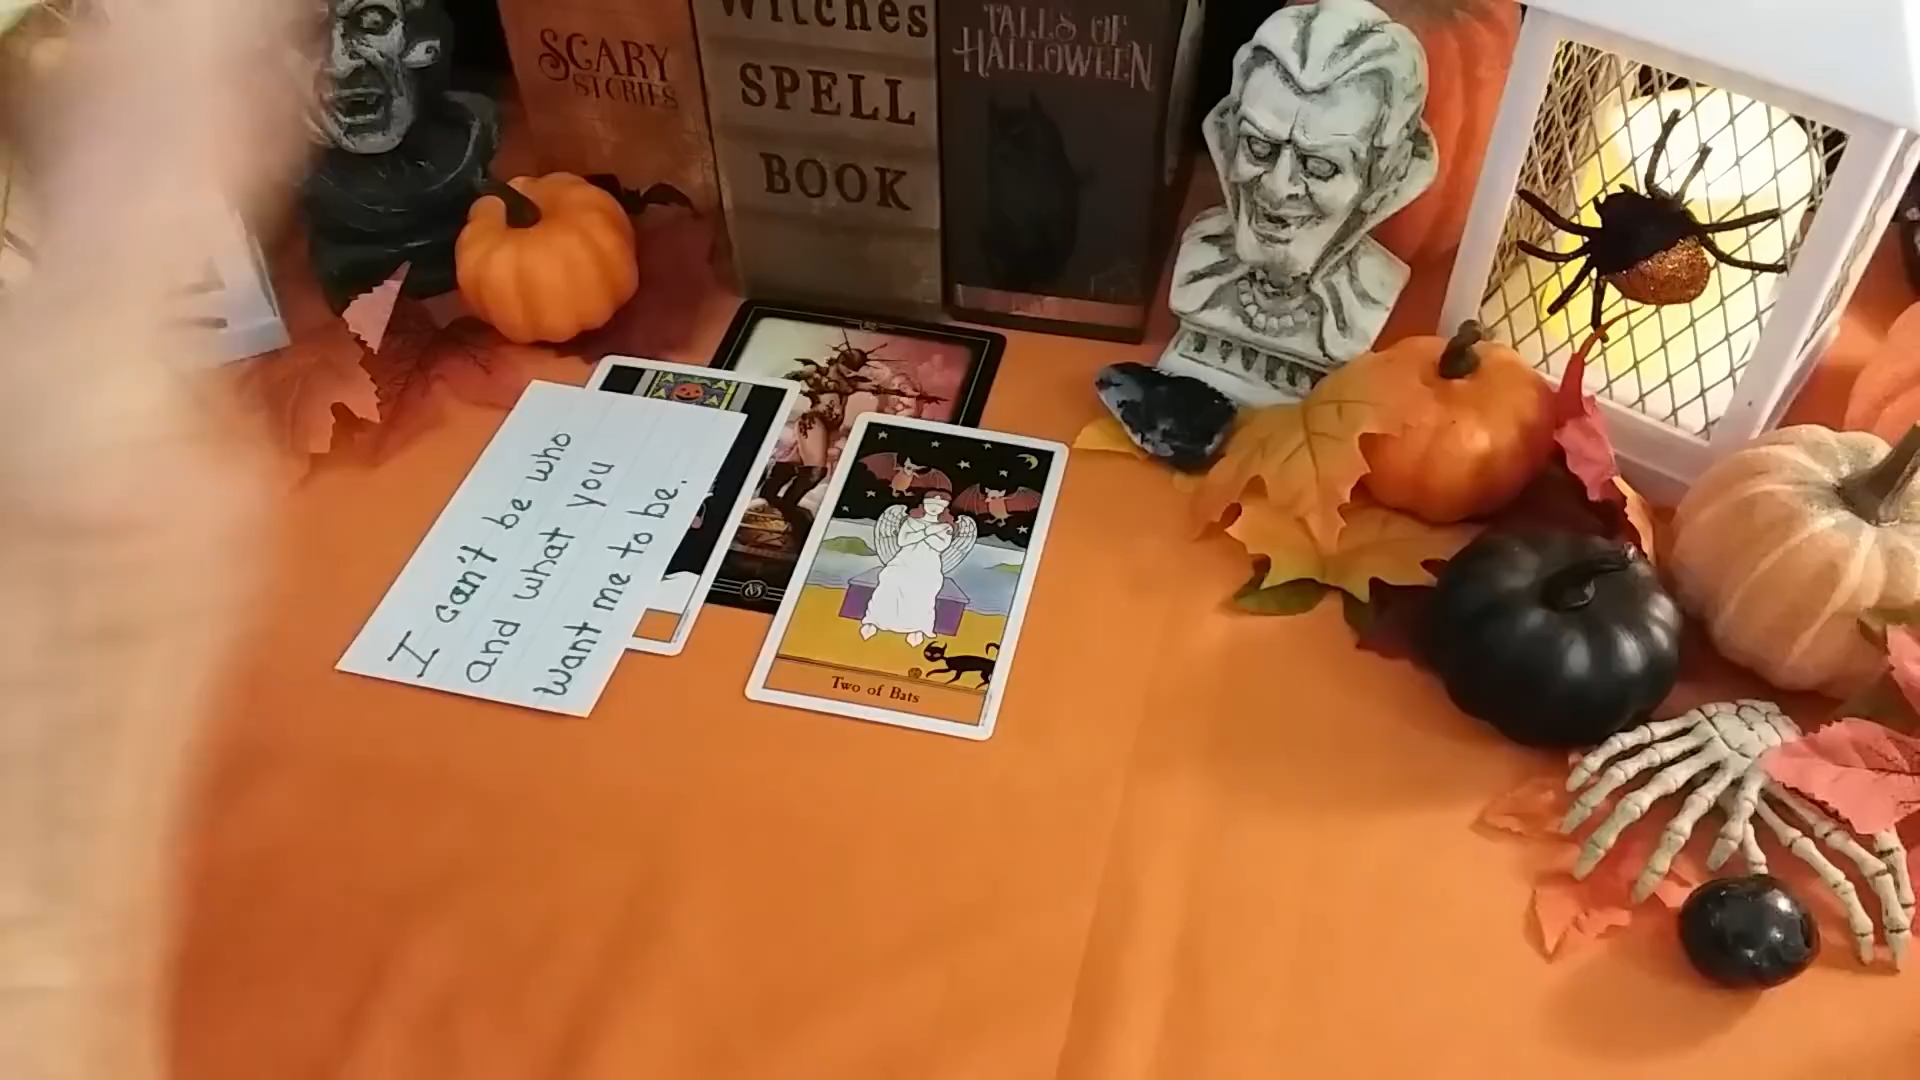 SCARY
STORIES
Witches
SPELL
BOOK
TALES OF
HALLOWEEN
I can't be who
and what you
want me to be.
Two of Bats